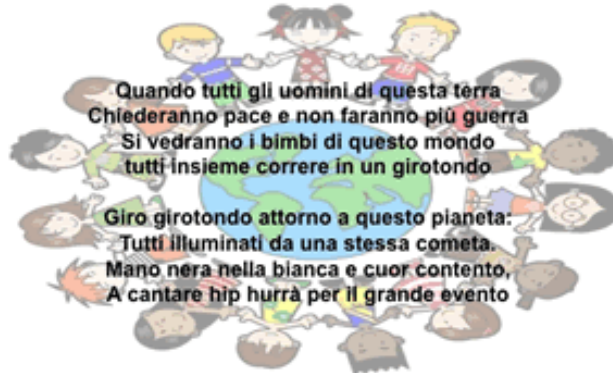 Quando tutti gli uomini di questa terra
Chiederanno pace e non faranno più guerra
Si vedranno i bimbi di questo mondo
tutti insieme correre in un girotondo
Giro girotondo attorno a questo pianeta:
Tutti illuminati da una stessa cometa.
Mano nera nella bianca e cuor contento,
A cantare hip hurrà per il grande evento